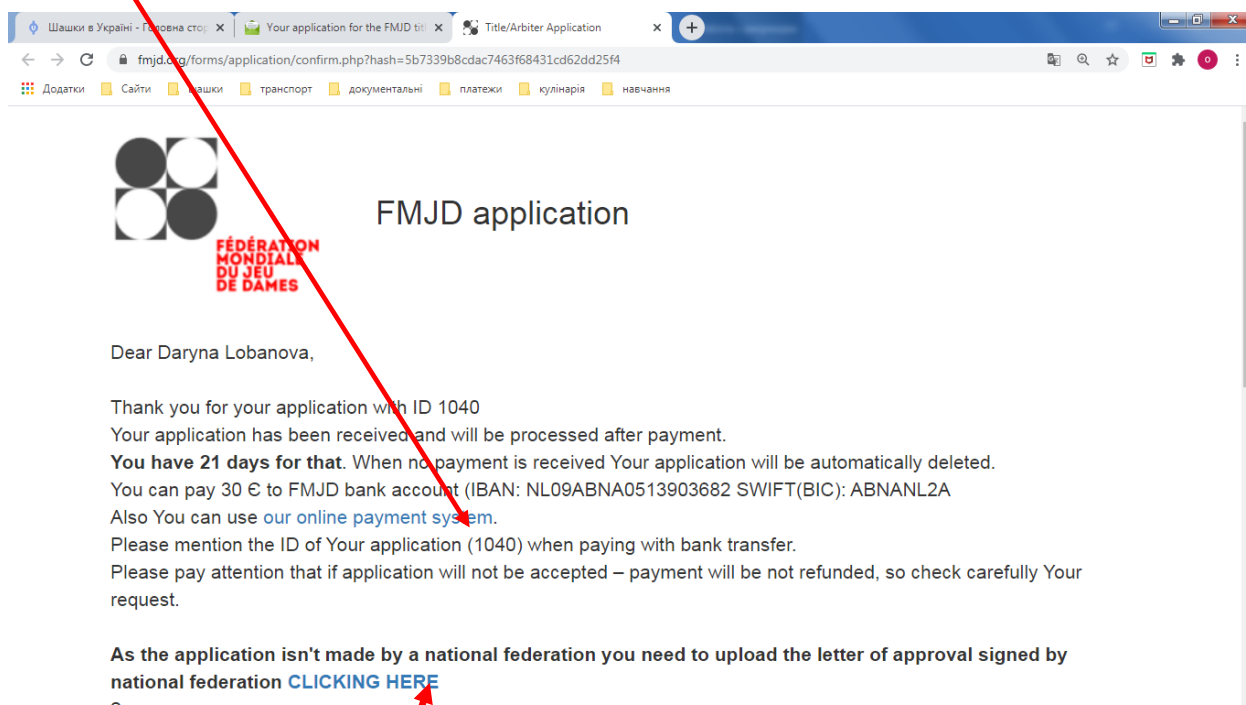 Шашки в Україні - Головна стор
Your application for the FMJD titl
Title/Arbiter Application
fmjd.org/forms/application/confirm.php?hash=5b7339b8cdac7463f68431cd62dd25f4
Додатки Сайти шашки транспорт документальні платежи кулінарія навчання
FMJD application
FÉDÉRATION
MONDIALE
DU JEU
DE DAMES
Dear Daryna Lobanova,
Thank you for your application with ID 1040
Your application has been received and will be processed after payment.
You have 21 days for that. When no payment is received Your application will be automatically deleted.
You can pay 30 € to FMJD bank account (IBAN: NL09ABNA0513903682 SWIFT(BIC): ABNANL2A
Also You can use our online payment system.
Please mention the ID of Your application (1040) when paying with bank transfer.
Please pay attention that if application will not be accepted – payment will be not refunded, so check carefully Your
request.
As the application isn't made by a national federation you need to upload the letter of approval signed by
national federation CLICKING HERE